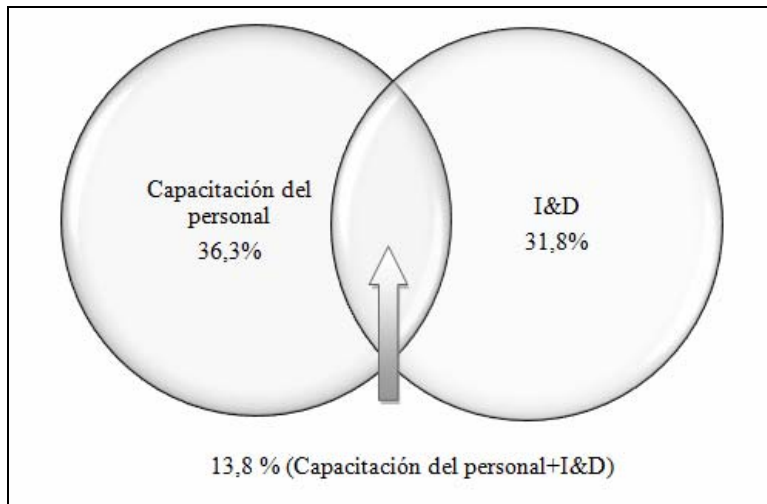 Capacitación del
personal
36,3%
I&D
31,8%
13,8 % (Capacitación del personal+I&D)